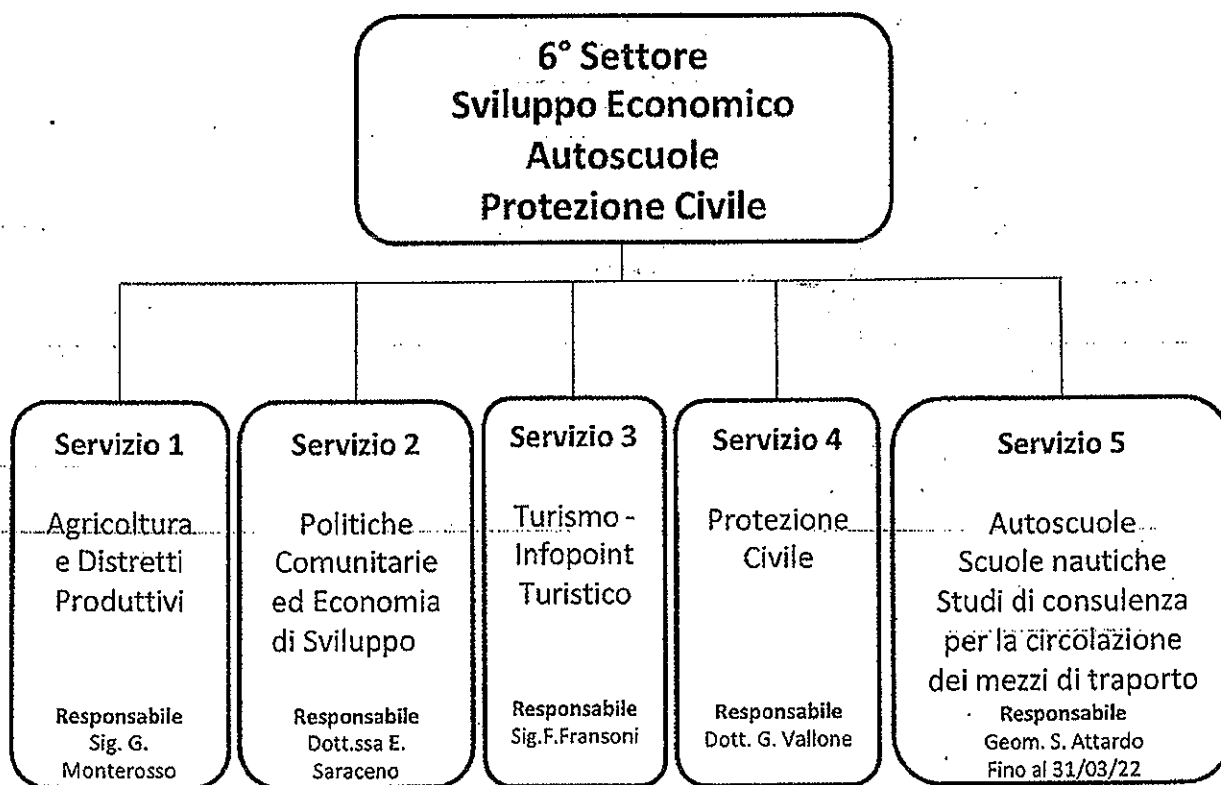 6° Settore
Sviluppo Economico
Autoscuole
Protezione Civile
Servizio 1
Agricoltura
e Distretti
Produttivi
Responsabile
Sig. G.
Monterosso
Servizio 2
Politiche
Comunitarie
ed Economia
di Sviluppo
Responsabile
Dott.ssa E.
Saraceno
Servizio 3
Turismo -
Infopoint
Turistico
Responsabile
Sig.F.Fransoni
Servizio 4
Protezione
Civile
Responsabile
Dott. G. Vallone
Servizio 5
Autoscuole
Scuole nautiche
Studi di consulenza
per la circolazione
dei mezzi di traporto
Responsabile
Geom. S. Attardo
Fino al 31/03/22